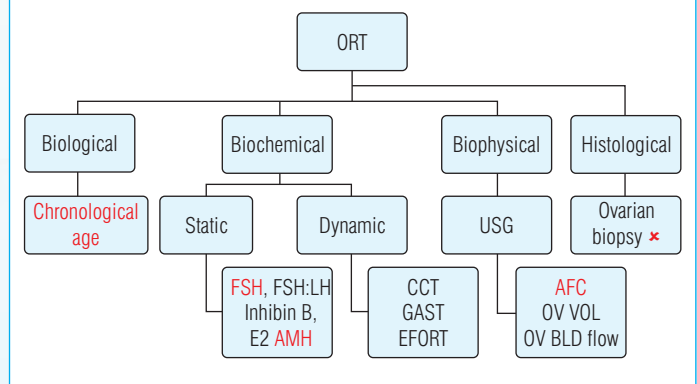 ORT
Biological
Biochemical
Biophysical
Histological
Chronological
age
Static
Dynamic
USG
Ovarian
biopsy ×
FSH, FSH:LH
Inhibin B,
E2 AMH
CCT
GAST
EFORT
AFC
OV VOL
OV BLD flow